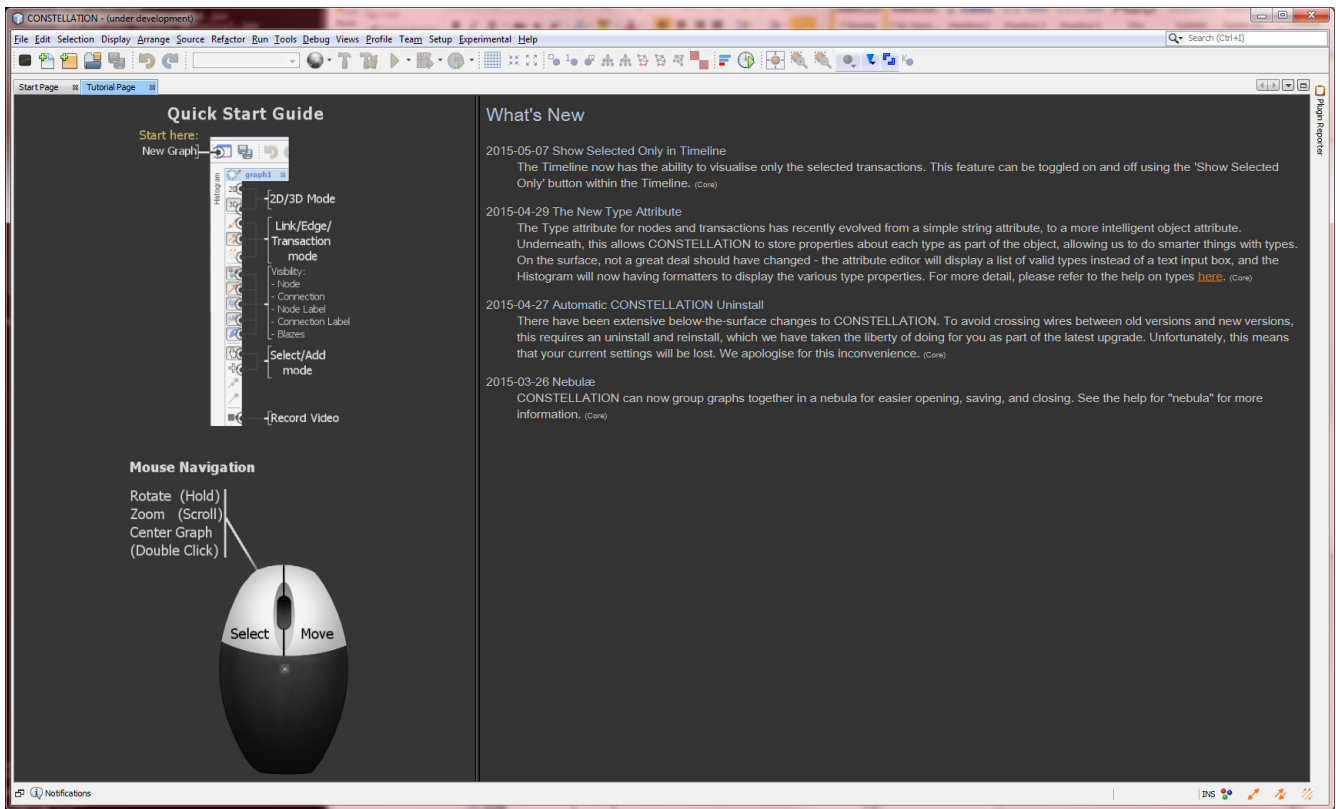 CONSTELLATION - (under development)
File Edit Selection Display Arrange Source Refactor Run Tools Debug Views Profile Team Setup Experimental Help
Search (Ctrl+I)
Start Page Tutorial Page
Plugin Reporter
Quick Start Guide
Start here:
New Graph
Histogram
graph1
2D
3D
2D/3D Mode
Link/Edge/
Transaction
mode
Visibility:
- Node
- Connection
- Node Label
- Connection Label
- Blazes
Select/Add
mode
Record Video
Mouse Navigation
Rotate (Hold)
Zoom (Scroll)
Center Graph
(Double Click)
Select Move
What's New
2015-05-07 Show Selected Only in Timeline
The Timeline now has the ability to visualise only the selected transactions. This feature can be toggled on and off using the 'Show Selected
Only' button within the Timeline. (Core)
2015-04-29 The New Type Attribute
The Type attribute for nodes and transactions has recently evolved from a simple string attribute, to a more intelligent object attribute.
Underneath, this allows CONSTELLATION to store properties about each type as part of the object, allowing us to do smarter things with types.
On the surface, not a great deal should have changed - the attribute editor will display a list of valid types instead of a text input box, and the
Histogram will now having formatters to display the various type properties. For more detail, please refer to the help on types here. (Core)
2015-04-27 Automatic CONSTELLATION Uninstall
There have been extensive below-the-surface changes to CONSTELLATION. To avoid crossing wires between old versions and new versions,
this requires an uninstall and reinstall, which we have taken the liberty of doing for you as part of the latest upgrade. Unfortunately, this means
that your current settings will be lost. We apologise for this inconvenience. (Core)
2015-03-26 Nebulæ
CONSTELLATION can now group graphs together in a nebula for easier opening, saving, and closing. See the help for "nebula" for more
information. (Core)
Notifications
INS